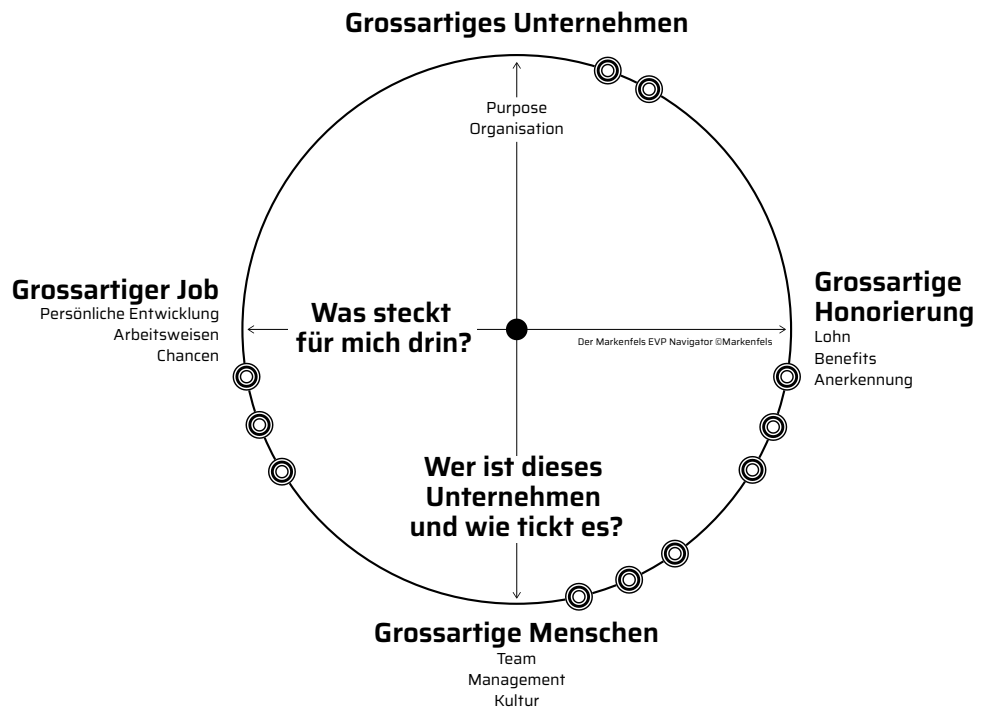 Grossartiges Unternehmen
Purpose
Organisation
Grossartiger Job
Persönliche Entwicklung
Arbeitsweisen
Chancen
Was steckt
für mich drin?
Der Markenfels EVP Navigator ©Markenfels
Grossartige
Honorierung
Lohn
Benefits
Anerkennung
Wer ist dieses
Unternehmen
und wie tickt es?
Grossartige Menschen
Team
Management
Kultur